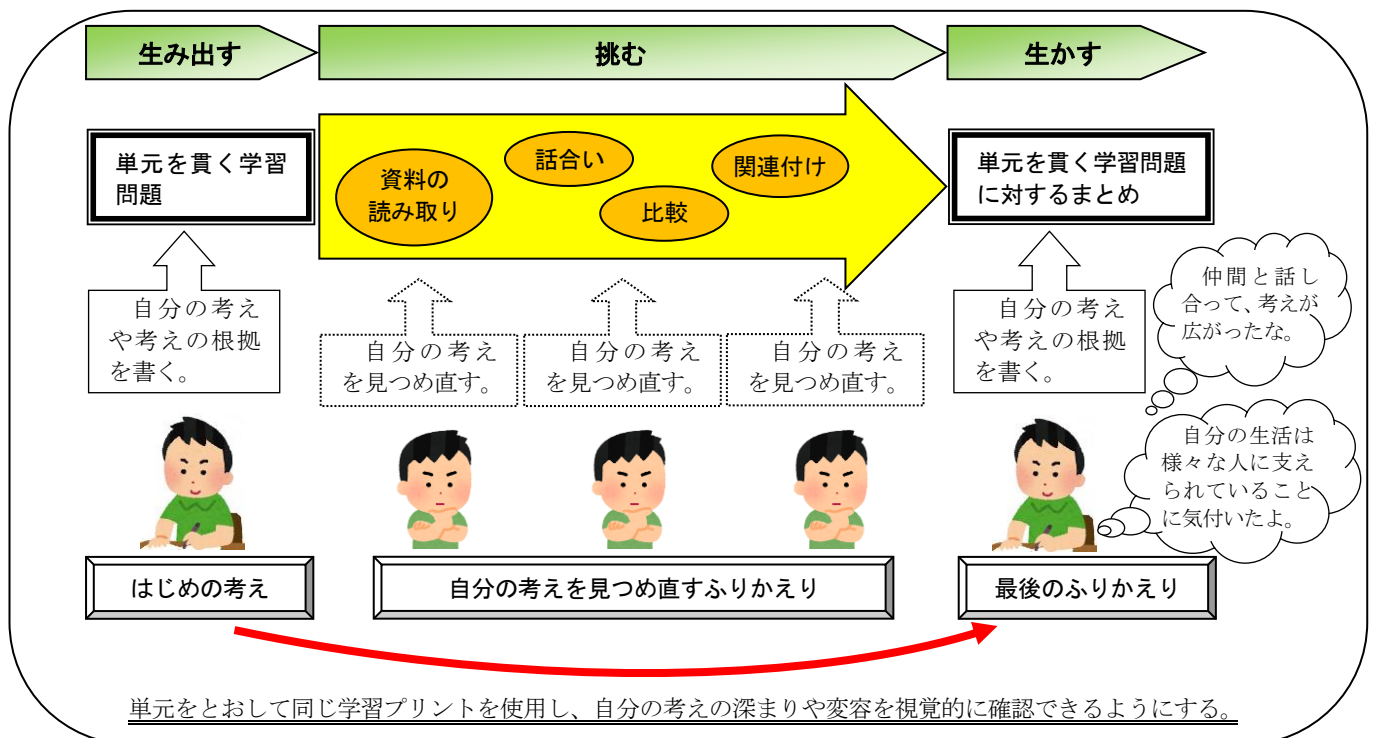 生み出す
挑む
生かす
単元を貫く学習
問題
資料の
読み取り
話合い
比較
関連付け
単元を貫く学習問題
に対するまとめ
自分の考え
や考えの根拠
を書く。
自分の考え
を見つめ直す。
自分の考え
を見つめ直す。
自分の考え
を見つめ直す。
自分の考え
や考えの根拠
を書く。
仲間と話し
合って、考えが
広がったな。
自分の生活は
様々な人に支え
られていること
に気付いたよ。
はじめの考え
自分の考えを見つめ直すふりかえり
最後のふりかえり
単元をとおして同じ学習プリントを使用し、自分の考えの深まりや変容を視覚的に確認できるようにする。